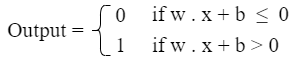 Output = { 0 if w . x + b ≤ 0
1 if w . x + b > 0